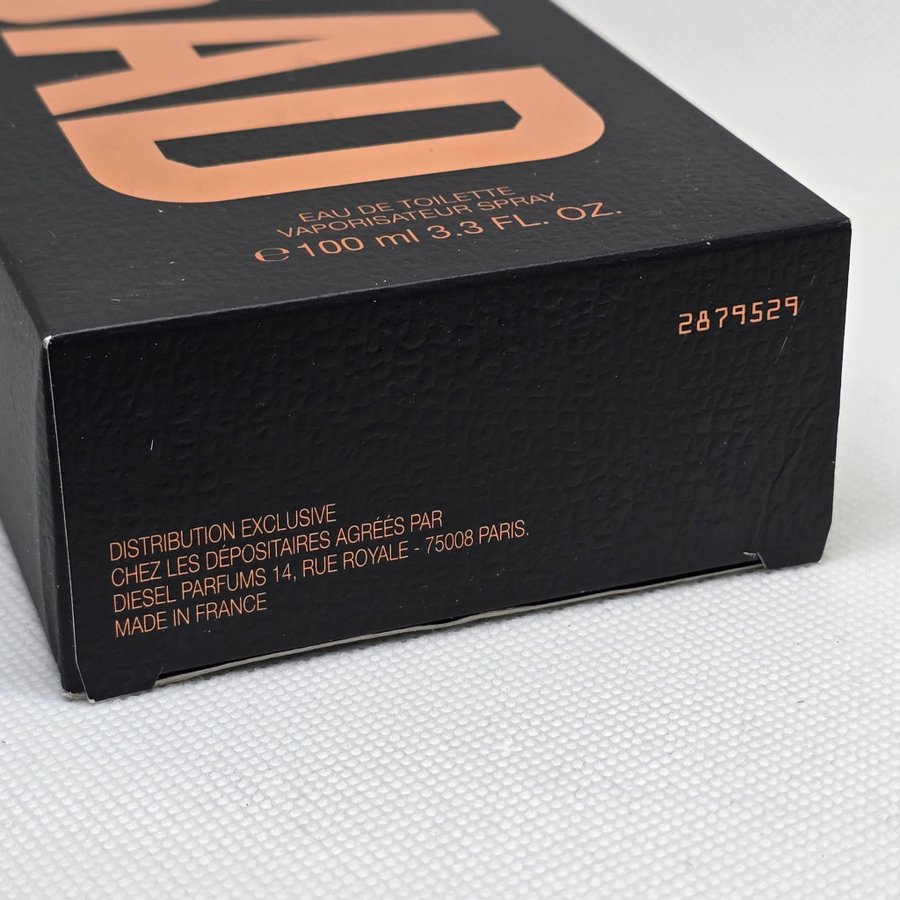 BAD
EAU DE TOILETTE
VAPORISATEUR SPRAY
℮ 100 ml 3.3 FL. OZ.
2879529
DISTRIBUTION EXCLUSIVE
CHEZ LES DÉPOSITAIRES AGRÉÉS PAR
DIESEL PARFUMS 14, RUE ROYALE - 75008 PARIS.
MADE IN FRANCE